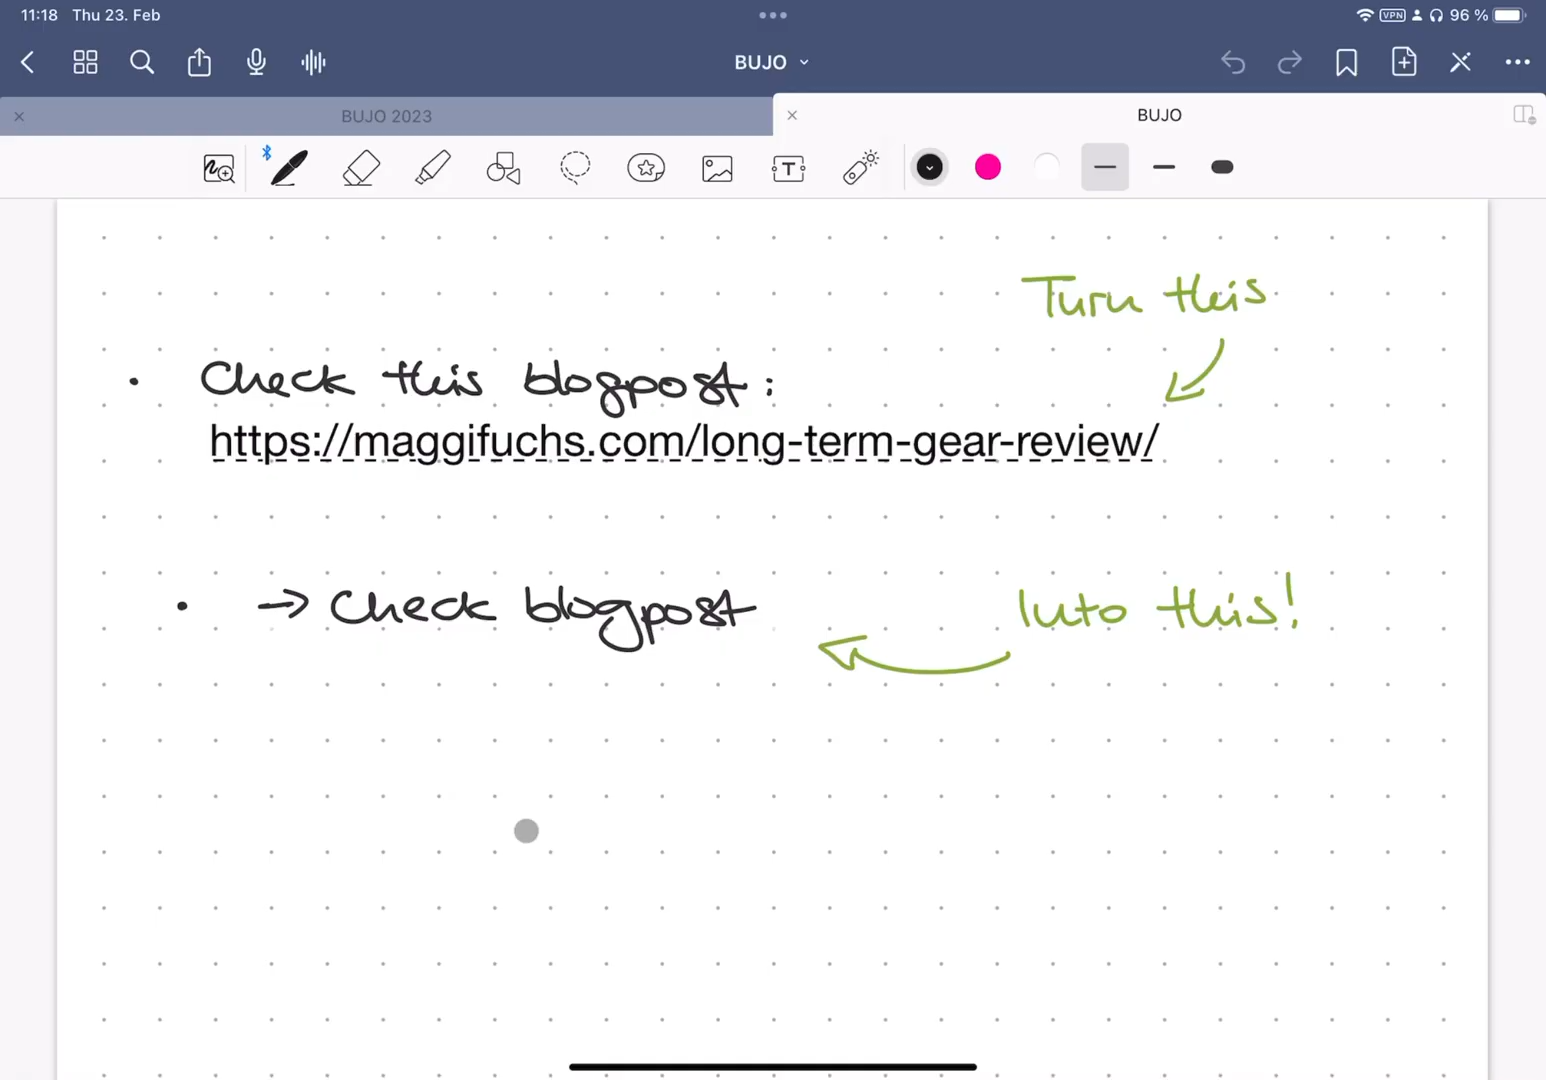 11:18 Thu 23. Feb
VPN 96 %
BUJO
BUJO 2023
BUJO
T
Turn this
· Check this blogpost:
https://maggifuchs.com/long-term-gear-review/
· → Check blogpost
Into this!